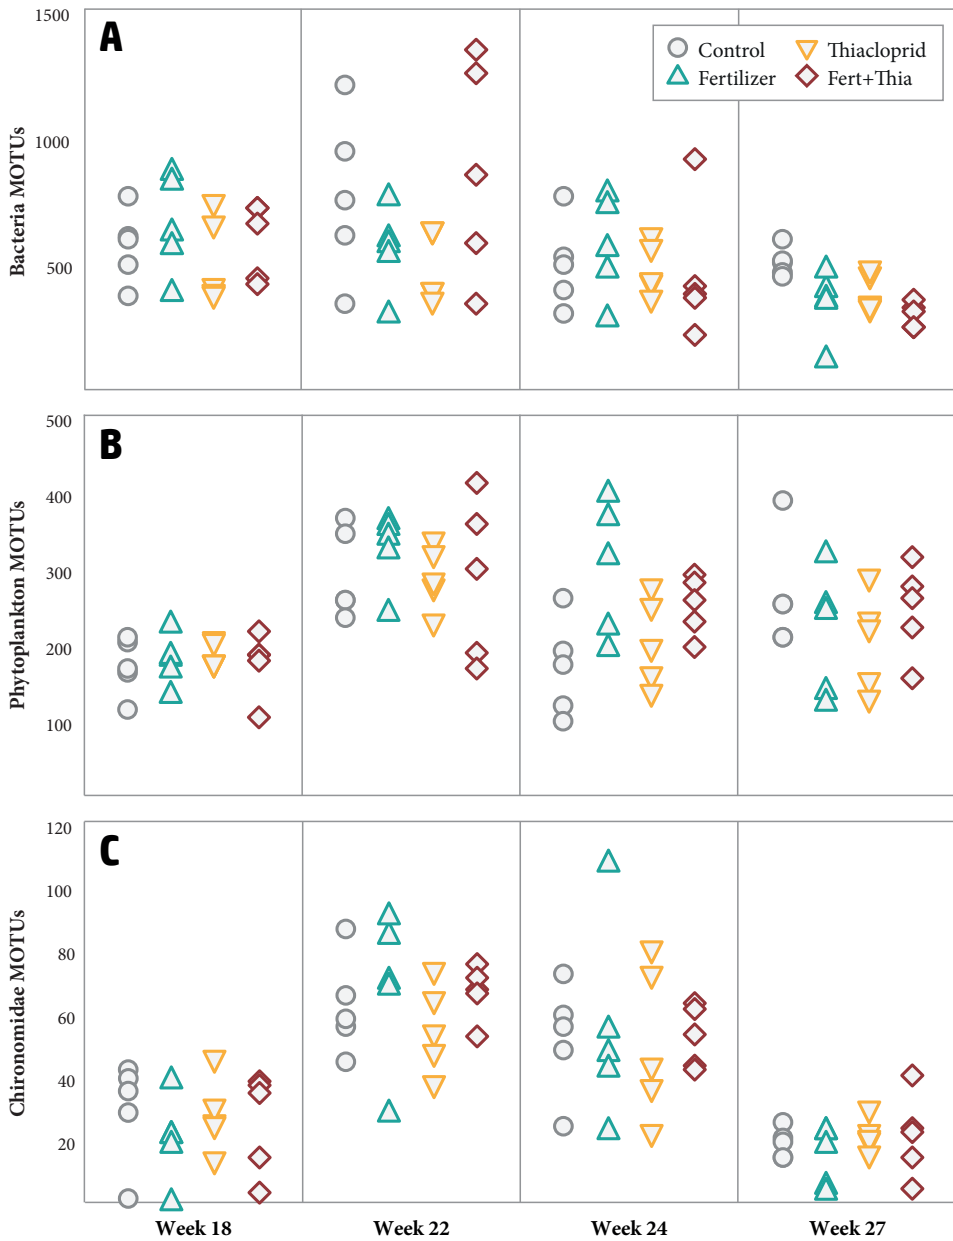 A
Control
Thiacloprid
Fertilizer
Fert+Thia
Bacteria MOTUs
1500
1000
500
B
Phytoplankton MOTUs
500
400
300
200
100
C
Chironomidae MOTUs
120
100
80
60
40
20
Week 18
Week 22
Week 24
Week 27